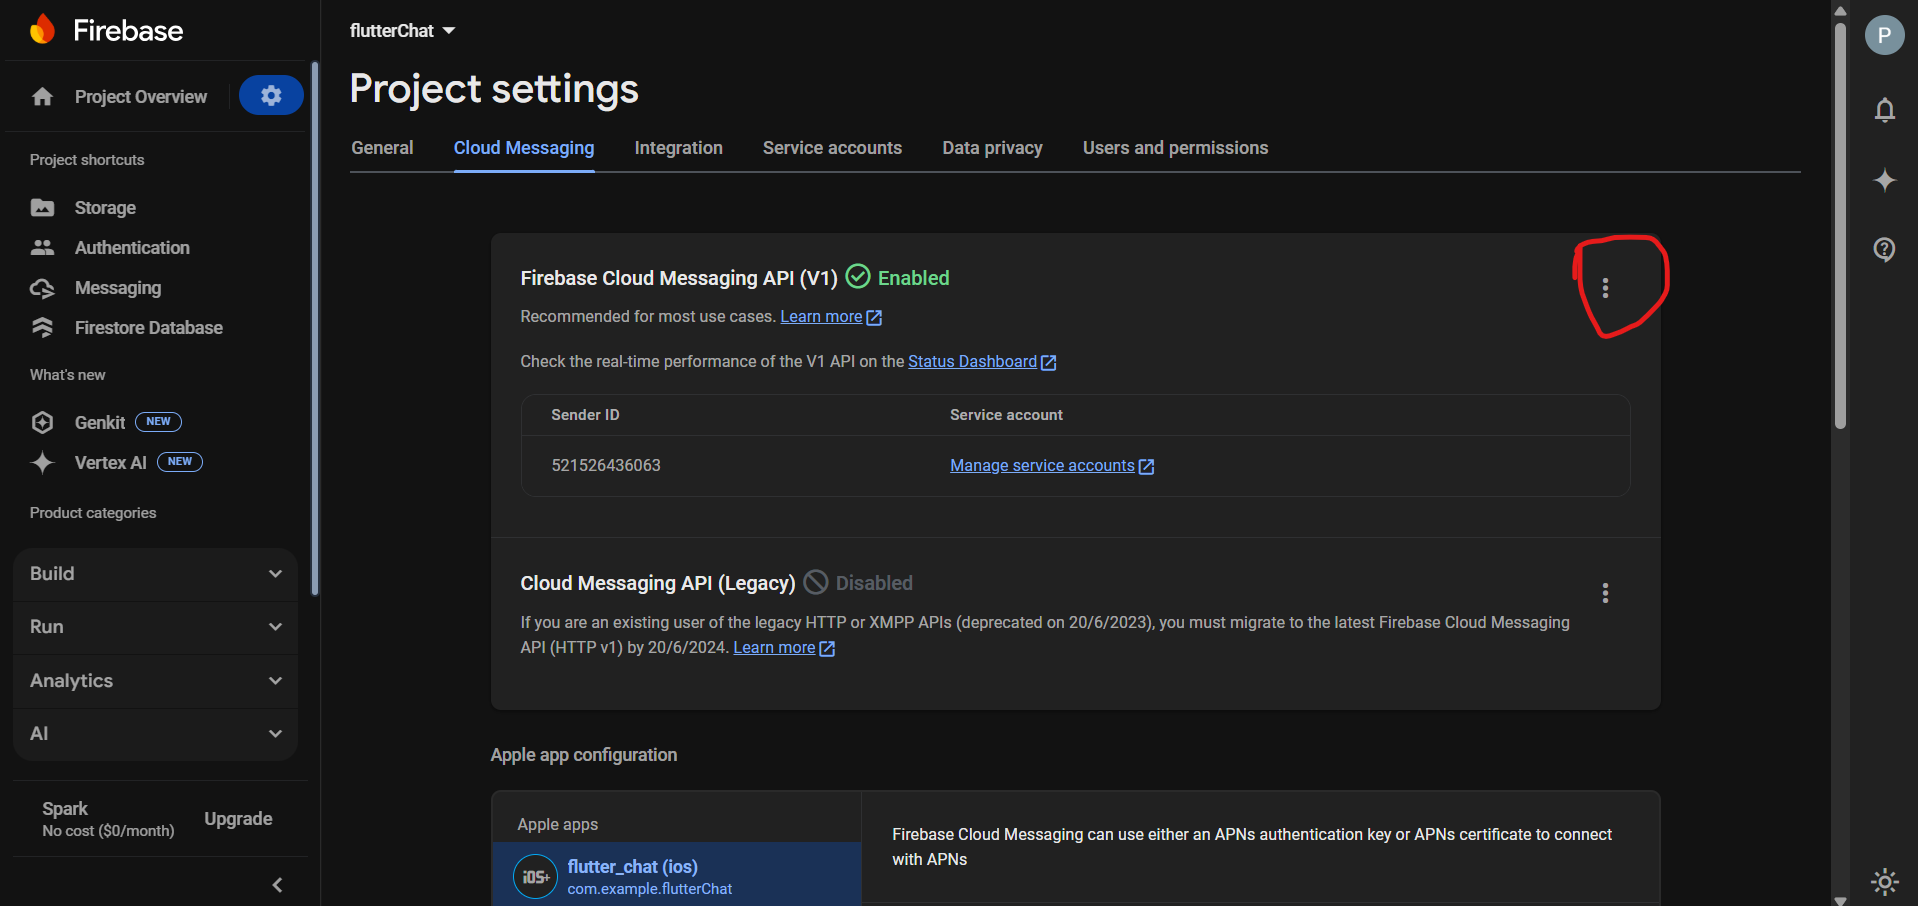 Firebase
Project Overview
Project shortcuts
Storage
Authentication
Messaging
Firestore Database
What's new
Genkit NEW
Vertex AI NEW
Product categories
Build
Run
Analytics
AI
Spark
No cost ($0/month)
Upgrade
flutterChat
Project settings
General Cloud Messaging Integration Service accounts Data privacy Users and permissions
Firebase Cloud Messaging API (V1) Enabled
Recommended for most use cases. Learn more
Check the real-time performance of the V1 API on the Status Dashboard
Sender ID Service account
521526436063 Manage service accounts
Cloud Messaging API (Legacy) Disabled
If you are an existing user of the legacy HTTP or XMPP APIs (deprecated on 20/6/2023), you must migrate to the latest Firebase Cloud Messaging
API (HTTP v1) by 20/6/2024. Learn more
Apple app configuration
Apple apps
iOS+
flutter_chat (ios)
com.example.flutterChat
Firebase Cloud Messaging can use either an APNs authentication key or APNs certificate to connect
with APNs
P